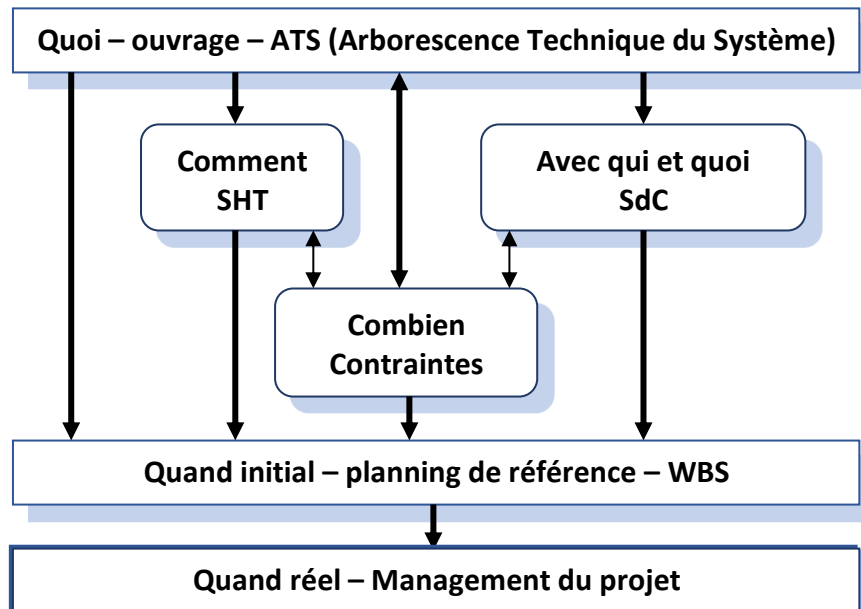 Quoi – ouvrage – ATS (Arborescence Technique du Système)
Comment
SHT
Avec qui et quoi
SdC
Combien
Contraintes
Quand initial – planning de référence – WBS
Quand réel – Management du projet